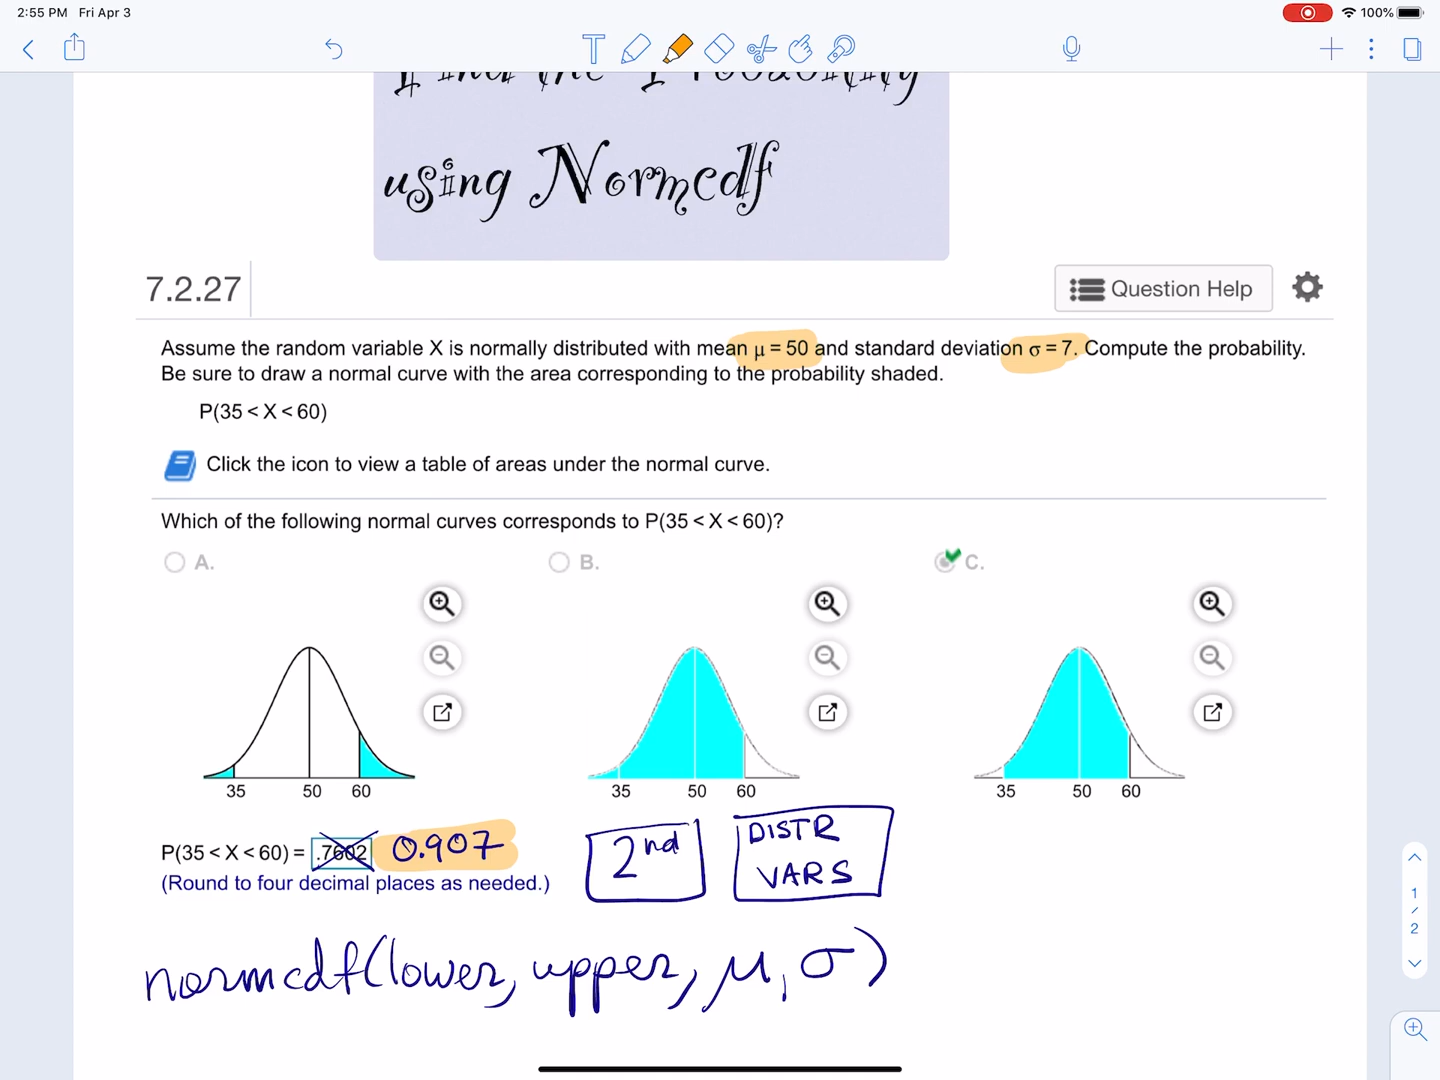 2:55 PM Fri Apr 3
100%
Find the Probability
using Normcdf
7.2.27
Question Help
Assume the random variable X is normally distributed with mean μ = 50 and standard deviation σ = 7. Compute the probability.
Be sure to draw a normal curve with the area corresponding to the probability shaded.
P(35 < X < 60)
Click the icon to view a table of areas under the normal curve.
Which of the following normal curves corresponds to P(35 < X < 60)?
A.
B.
C.
35 50 60
35 50 60
35 50 60
P(35 < X < 60) = .7602 0.907
(Round to four decimal places as needed.)
2nd
DISTR
VARS
normcdf(lower, upper, μ, σ)
1
/
2